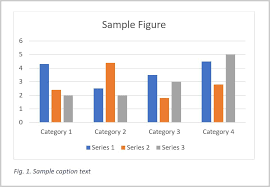 Sample Figure
6
5
4
3
2
1
0
Category 1 Category 2 Category 3 Category 4
Series 1 Series 2 Series 3
Fig. 1. Sample caption text